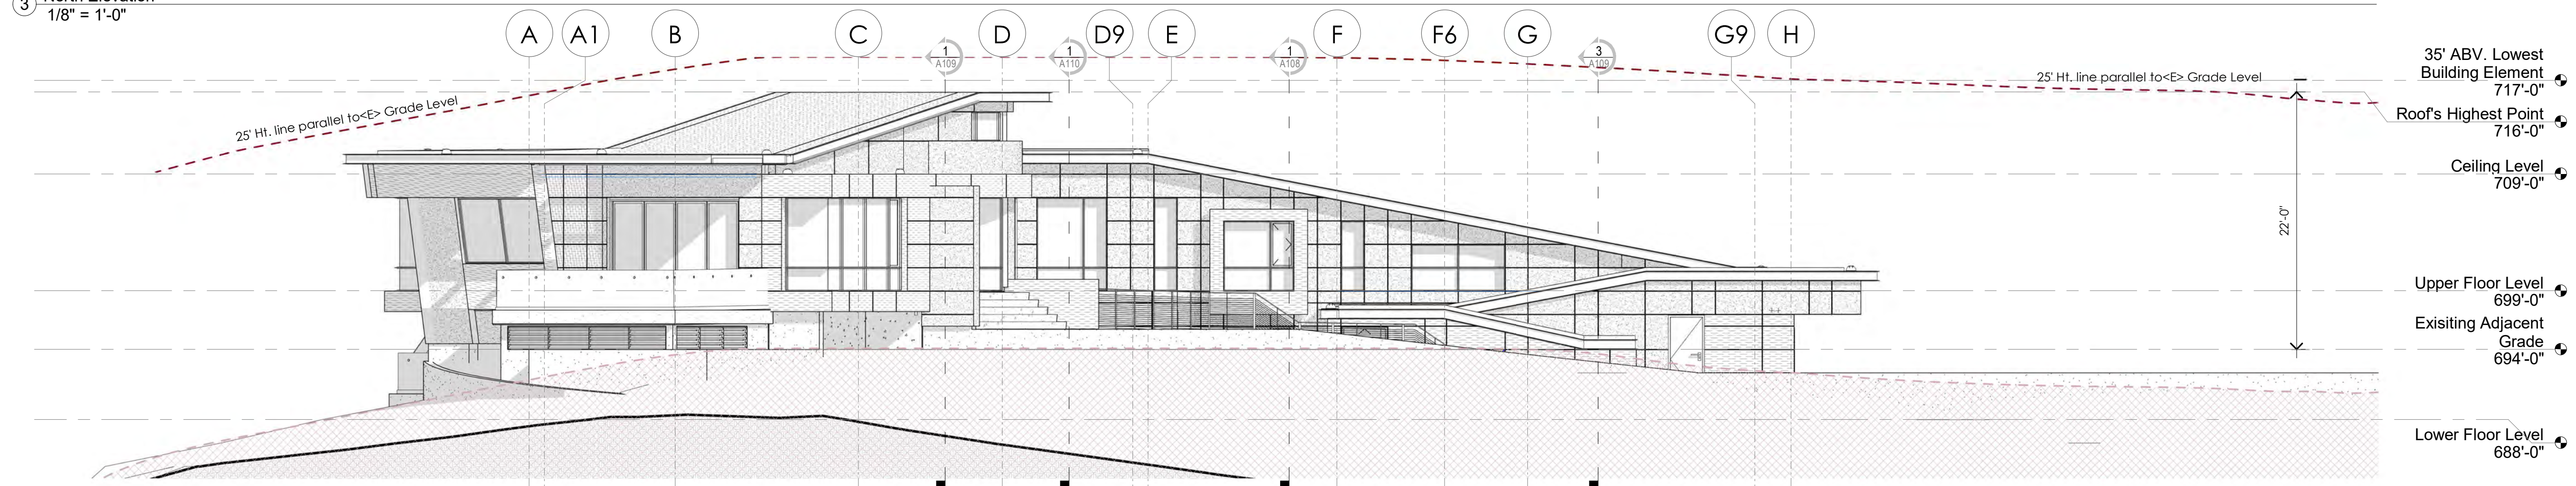 3 North Elevation
1/8" = 1'-0"
A
A1
B
C
1
A109
D
1
A110
D9
E
1
A108
F
F6
G
3
A109
G9
H
35' ABV. Lowest
Building Element
717'-0"
25' Ht. line parallel to<E> Grade Level
25' Ht. line parallel to<E> Grade Level
Roof's Highest Point
716'-0"
Ceiling Level
709'-0"
22'-0"
Upper Floor Level
699'-0"
Exisiting Adjacent
Grade
694'-0"
Lower Floor Level
688'-0"